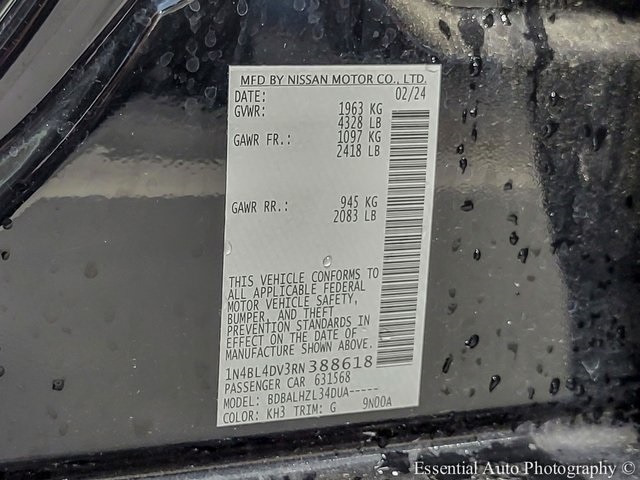 MFD BY NISSAN MOTOR CO., LTD.
DATE: 02/24
GVWR: 1963 KG
4328 LB
GAWR FR.: 1097 KG
2418 LB
GAWR RR.: 945 KG
2083 LB
THIS VEHICLE CONFORMS TO
ALL APPLICABLE FEDERAL
MOTOR VEHICLE SAFETY,
BUMPER, AND THEFT
PREVENTION STANDARDS IN
EFFECT ON THE DATE OF
MANUFACTURE SHOWN ABOVE.
1N4BL4DV3RN388618
PASSENGER CAR 631568
MODEL: BDBALHZL34DUA-----
COLOR: KH3 TRIM: G 9N00A
Essential Auto Photography ©